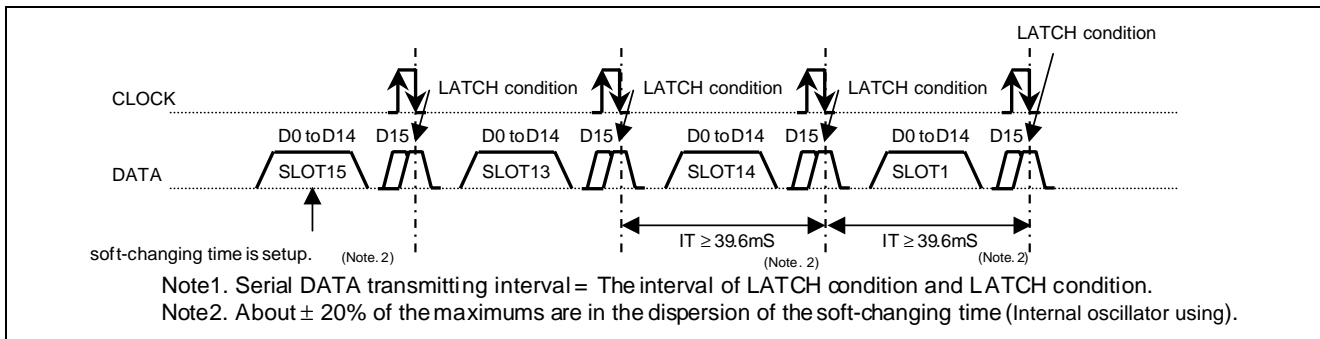 LATCH condition
CLOCK
LATCH condition LATCH condition LATCH condition
D0 to D14 D15 D0 to D14 D15 D0 to D14 D15 D0 to D14 D15
DATA
SLOT15 SLOT13 SLOT14 SLOT1
IT ≥ 39.6mS IT ≥ 39.6mS
soft-changing time is setup. (Note. 2) (Note. 2) (Note. 2)
Note1. Serial DATA transmitting interval = The interval of LATCH condition and LATCH condition.
Note2. About ± 20% of the maximums are in the dispersion of the soft-changing time (Internal oscillator using).